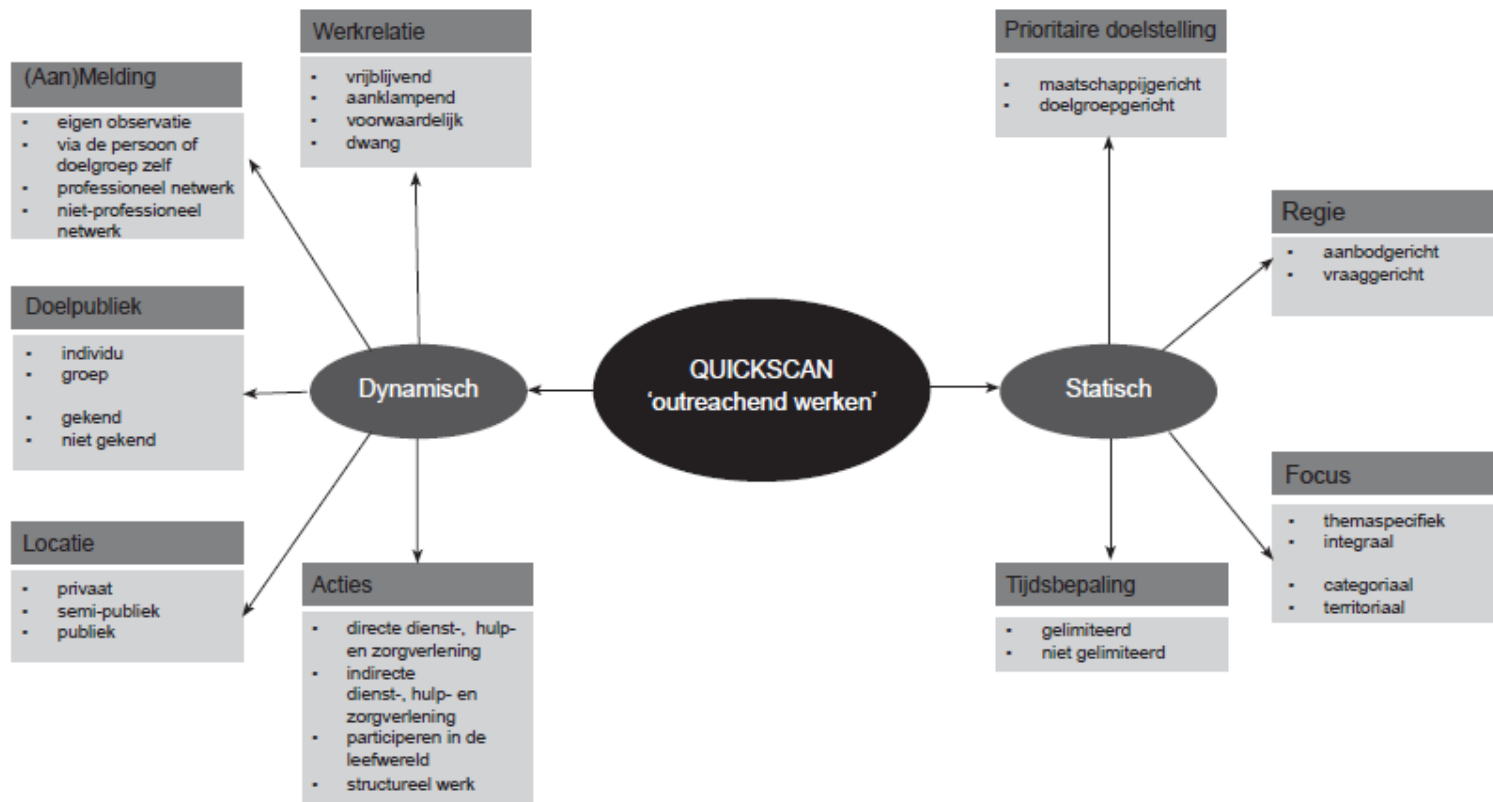 Werkrelatie
▪ vrijblijvend
▪ aanklampend
▪ voorwaardelijk
▪ dwang
(Aan)Melding
▪ eigen observatie
▪ via de persoon of
doelgroep zelf
▪ professioneel netwerk
▪ niet-professioneel
netwerk
Doelpubliek
▪ individu
▪ groep
▪ gekend
▪ niet gekend
Locatie
▪ privaat
▪ semi-publiek
▪ publiek
Acties
▪ directe dienst-, hulp-
en zorgverlening
▪ indirecte
dienst-, hulp- en
zorgverlening
▪ participeren in de
leefwereld
▪ structureel werk
Dynamisch
QUICKSCAN
‘outreachend werken’
Statisch
Prioritaire doelstelling
▪ maatschappijgericht
▪ doelgroepgericht
Regie
▪ aanbodgericht
▪ vraaggericht
Focus
▪ themaspecifiek
▪ integraal
▪ categoriaal
▪ territoriaal
Tijdsbepaling
▪ gelimiteerd
▪ niet gelimiteerd